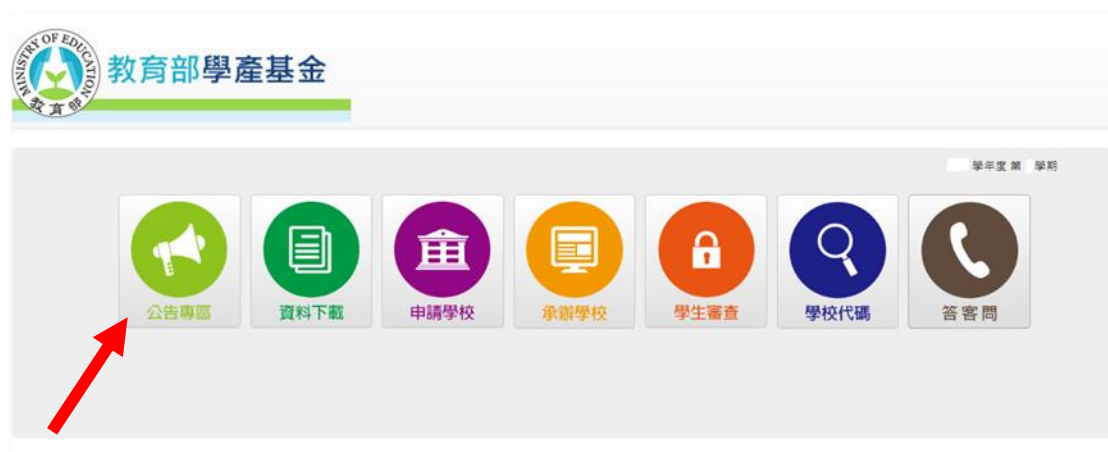 MINISTRY OF EDUCATION
教育部
教育部學產基金
學年度 第 學期
公告專區
資料下載
申請學校
承辦學校
學生審查
學校代碼
答客問